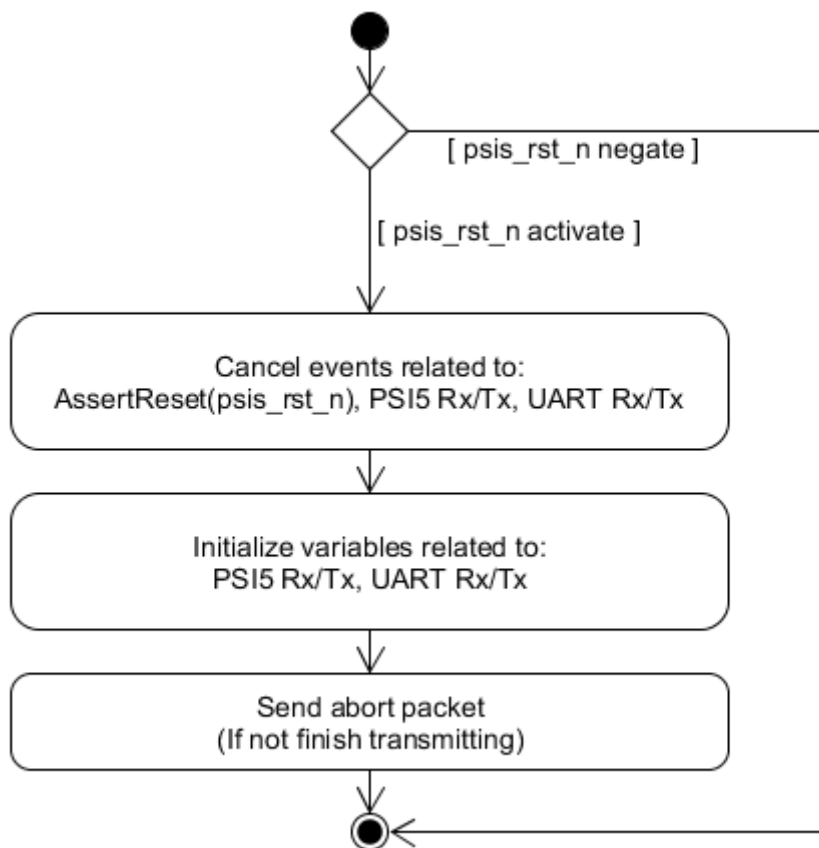 [ psis_rst_n negate ]
[ psis_rst_n activate ]
Cancel events related to:
AssertReset(psis_rst_n), PSI5 Rx/Tx, UART Rx/Tx
Initialize variables related to:
PSI5 Rx/Tx, UART Rx/Tx
Send abort packet
(If not finish transmitting)